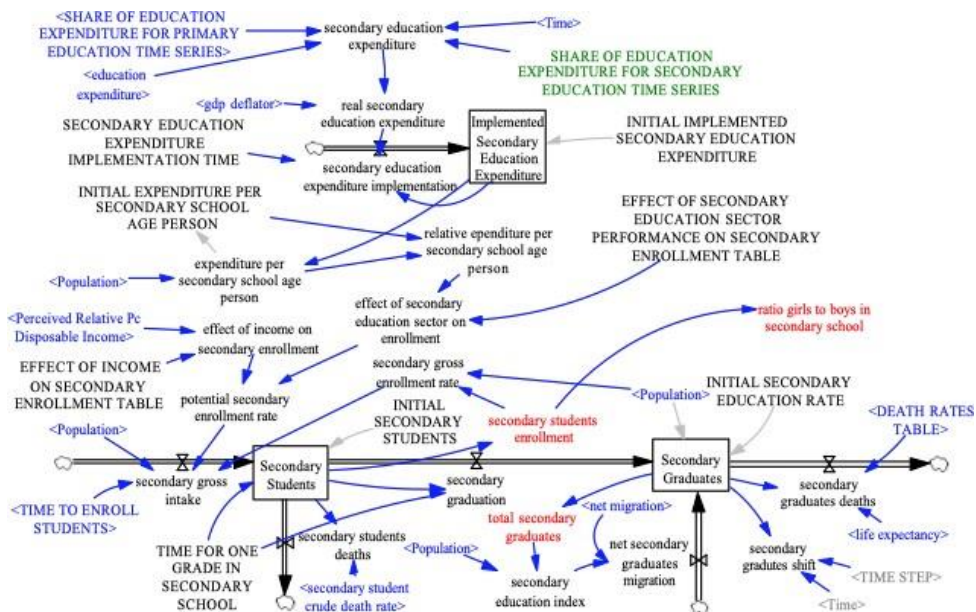 <SHARE OF EDUCATION
EXPENDITURE FOR PRIMARY
EDUCATION TIME SERIES>
secondary education
expenditure
<Time>
<education
expenditure>
SHARE OF EDUCATION
EXPENDITURE FOR SECONDARY
EDUCATION TIME SERIES
<gdp deflator>
real secondary
education expenditure
SECONDARY EDUCATION
EXPENDITURE
IMPLEMENTATION TIME
Implemented
Secondary
Education
Expenditure
INITIAL IMPLEMENTED
SECONDARY EDUCATION
EXPENDITURE
secondary education
expenditure implementation
INITIAL EXPENDITURE PER
SECONDARY SCHOOL
AGE PERSON
relative ependiture per
secondary school age
person
EFFECT OF SECONDARY
EDUCATION SECTOR
PERFORMANCE ON SECONDARY
ENROLLMENT TABLE
expenditure per
secondary school age
person
<Population>
<Perceived Relative Pc
Disposable Income>
effect of income on
secondary enrollment
effect of secondary
education sector on
enrollment
ratio girls to boys in
secondary school
EFFECT OF INCOME
ON SECONDARY
ENROLLMENT TABLE
potential secondary
enrollment rate
secondary gross
enrollment rate
<Population>
INITIAL SECONDARY
EDUCATION RATE
INITIAL
SECONDARY
STUDENTS
secondary students
enrollment
<DEATH RATES
TABLE>
<Population>
secondary gross
intake
Secondary
Students
secondary
graduation
Secondary
Graduates
secondary
graduates deaths
<TIME TO ENROLL
STUDENTS>
total secondary
graduates
<net migration>
<life expectancy>
TIME FOR ONE
GRADE IN
SECONDARY
SCHOOL
secondary students
deaths
<Population>
net secondary
graduates
migration
secondary
gradutes shift
<TIME STEP>
<secondary student
crude death rate>
secondary
education index
<Time>